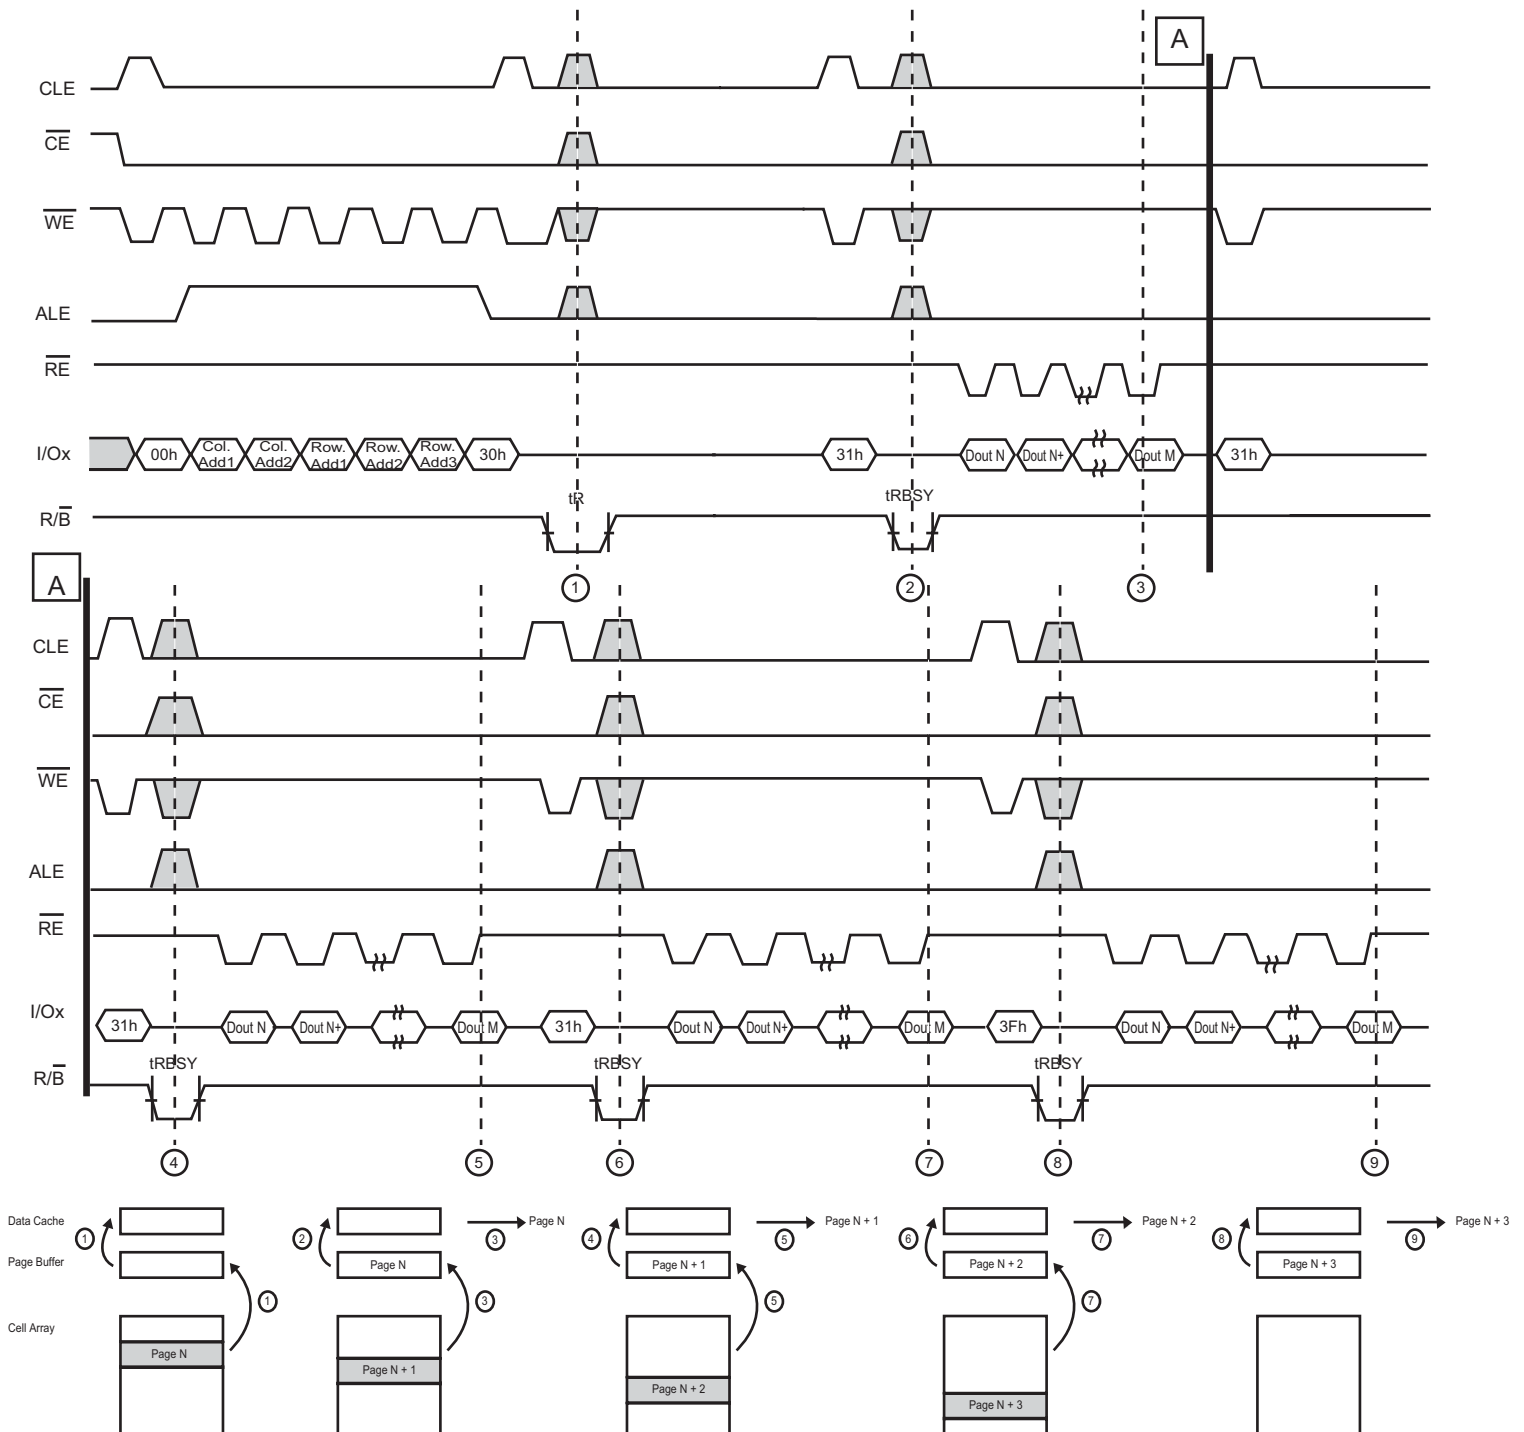 A
CLE
CE
WE
ALE
RE
I/Ox 00h Col. Add1 Col. Add2 Row. Add1 Row. Add2 Row. Add3 30h 31h Dout N Dout N+ Dout M 31h
tR tRBSY
R/B
1 2 3
A
CLE
CE
WE
ALE
RE
I/Ox 31h Dout N Dout N+ Dout M 31h Dout N Dout N+ Dout M 3Fh Dout N Dout N+ Dout M
tRBSY tRBSY tRBSY
R/B
4 5 6 7 8 9
Data Cache 1 2 3 Page N 4 5 Page N + 1 6 7 Page N + 2 8 9 Page N + 3
Page Buffer Page N Page N + 1 Page N + 2 Page N + 3
1 3 5 7
Cell Array
Page N Page N + 1 Page N + 2 Page N + 3